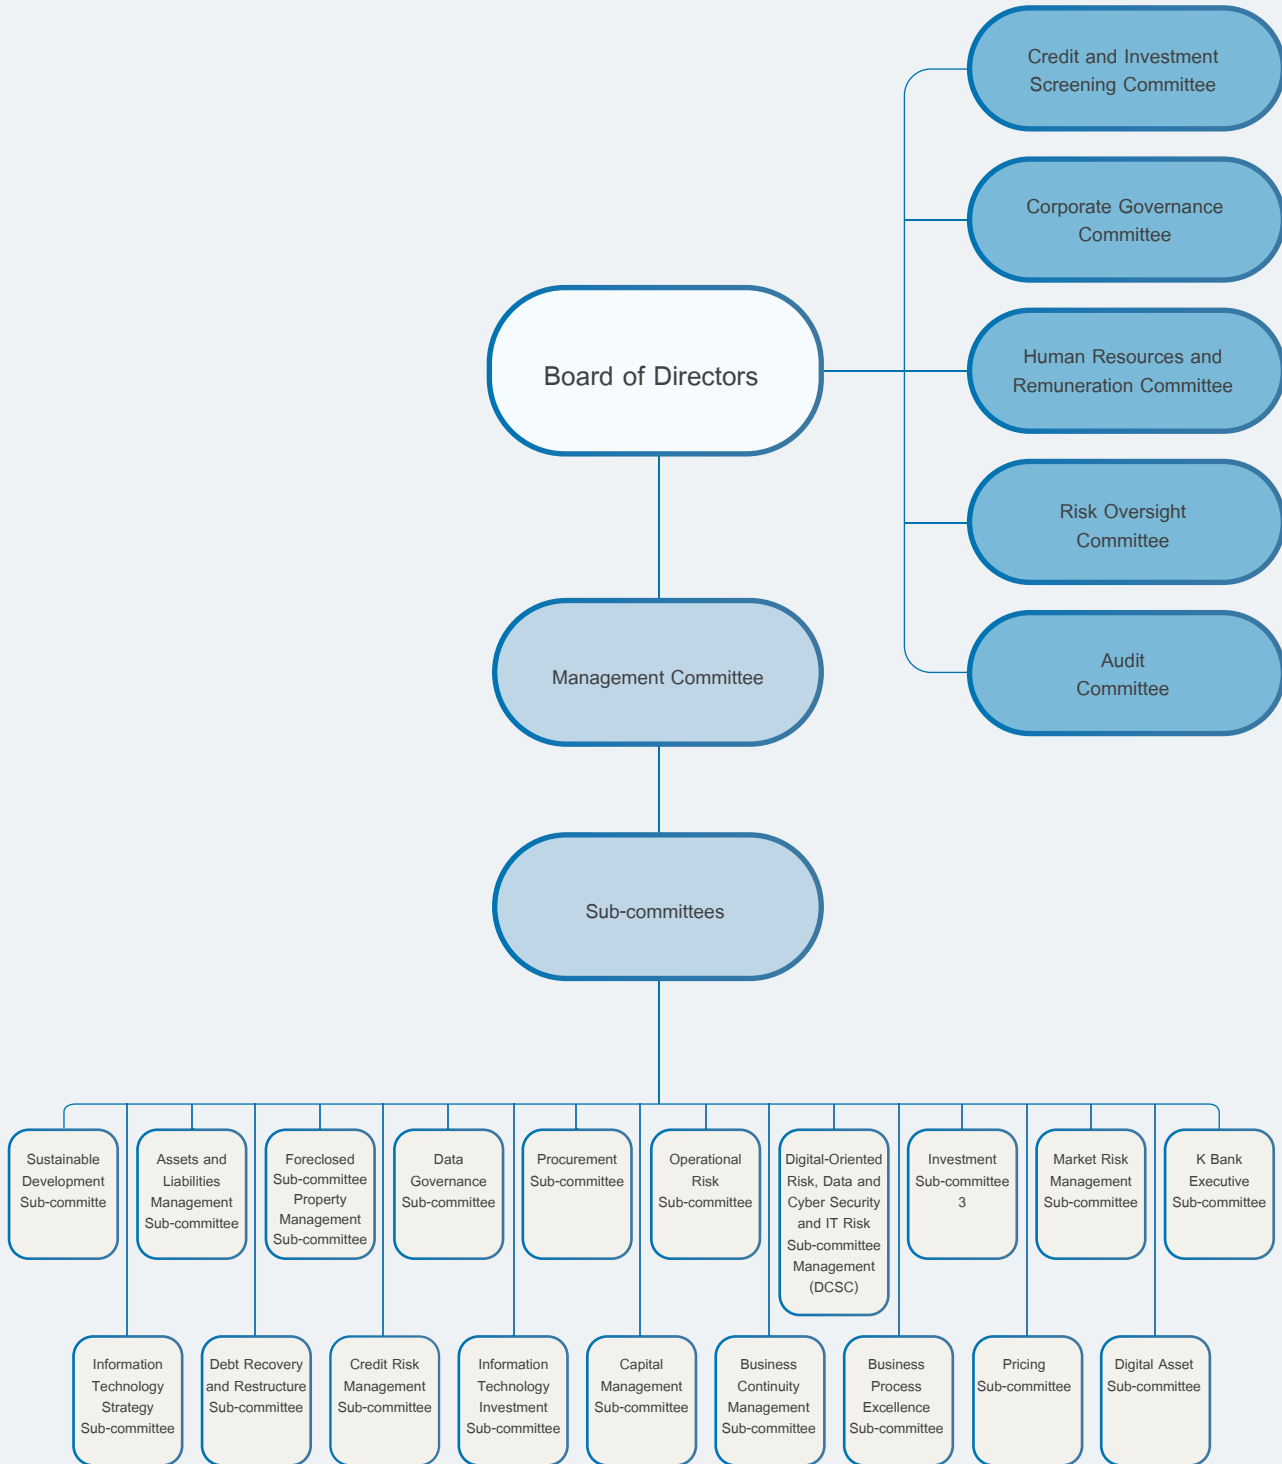 Credit and Investment
Screening Committee
Corporate Governance
Committee
Board of Directors
Human Resources and
Remuneration Committee
Risk Oversight
Committee
Management Committee
Audit
Committee
Sub-committees
Sustainable
Development
Sub-committe
Assets and
Liabilities
Management
Sub-committee
Foreclosed
Sub-committee
Property
Management
Sub-committee
Data
Governance
Sub-committee
Procurement
Sub-committee
Operational
Risk
Sub-committee
Digital-Oriented
Risk, Data and
Cyber Security
and IT Risk
Sub-committee
Management
(DCSC)
Investment
Sub-committee
3
Market Risk
Management
Sub-committee
K Bank
Executive
Sub-committee
Information
Technology
Strategy
Sub-committee
Debt Recovery
and Restructure
Sub-committee
Credit Risk
Management
Sub-committee
Information
Technology
Investment
Sub-committee
Capital
Management
Sub-committee
Business
Continuity
Management
Sub-committee
Business
Process
Excellence
Sub-committee
Pricing
Sub-committee
Digital Asset
Sub-committee